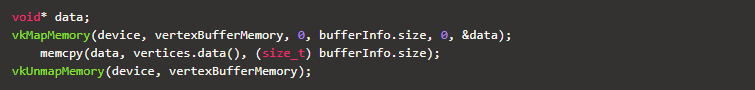 void* data;
vkMapMemory(device, vertexBufferMemory, 0, bufferInfo.size, 0, &data);
    memcpy(data, vertices.data(), (size_t) bufferInfo.size);
vkUnmapMemory(device, vertexBufferMemory);